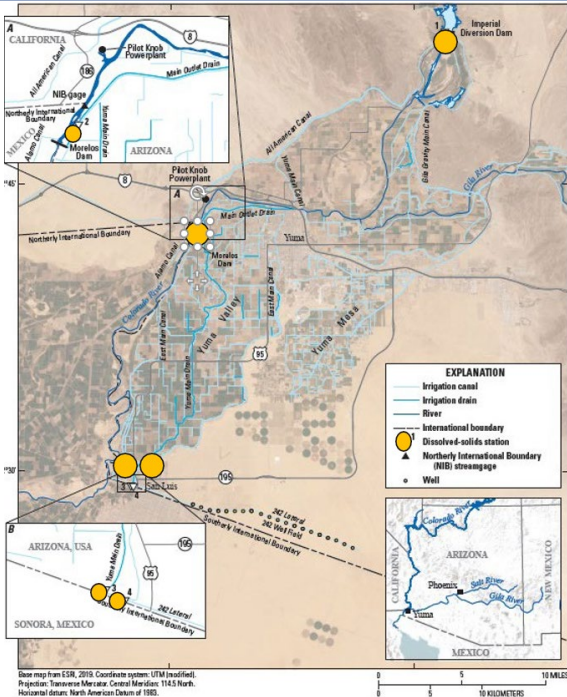 A
CALIFORNIA
8
Pilot Knob
Powerplant
All American Canal
186
Main Outlet Drain
NIB gage
Northerly International
Boundary
MEXICO
Alamo Canal
2
Yuma Main Drain
Morelos
Dam
ARIZONA
1
Imperial
Diversion Dam
All American Canal
Yuma Main Canal
Gila Gravity Main Canal
Gila River
Pilot Knob
Powerplant
8
A
Main Outlet Drain
Northerly International Boundary
Yuma
Morelos
Dam
Alamo Canal
Colorado River
East Main Canal
East Main Canal
Yuma Valley
Yuma Mesa
Yuma Main Drain
95
195
3
4
San Luis
242 Lateral
242 Well Field
Southerly International Boundary
EXPLANATION
Irrigation canal
Irrigation drain
River
International boundary
1
Dissolved-solids station
Northerly International Boundary
(NIB) streamgage
Well
B
ARIZONA, USA
Yuma Main Drain
195
95
3
4
242 Lateral
International Boundary
SONORA, MEXICO
Colorado River
CALIFORNIA
ARIZONA
NEW MEXICO
Phoenix
Salt River
Gila River
Yuma
MEXICO
Base map from ESRI, 2019. Coordinate system: UTM (modified).
Projection: Transverse Mercator. Central Meridian: 114.5 North.
Horizontal datum: North American Datum of 1983.
0 5 10 MILES
0 5 10 KILOMETERS